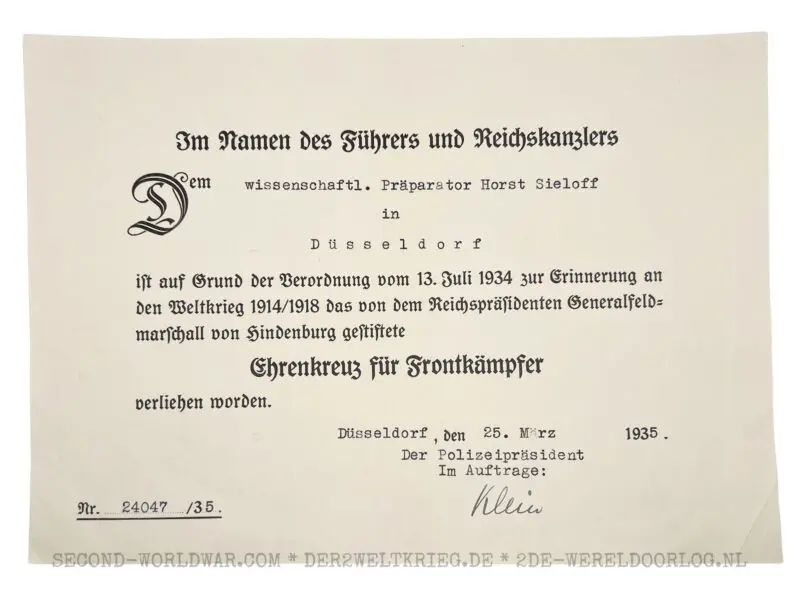 Im Namen des Führers und Reichskanzlers
Dem wissenschaftl. Präparator Horst Sieloff
in
Düsseldorf
ist auf Grund der Verordnung vom 13. Juli 1934 zur Erinnerung an
den Weltkrieg 1914/1918 das von dem Reichspräsidenten Generalfeld=
marschall von Hindenburg gestiftete
Ehrenkreuz für Frontkämpfer
verliehen worden.
Düsseldorf, den 25. März 1935.
Der Polizeipräsident
Im Auftrage:
Klein
Nr. 24047 /35.
SECOND-WORLDWAR.COM * DER2WELTKRIEG.DE * 2DE-WERELDOORLOG.NL